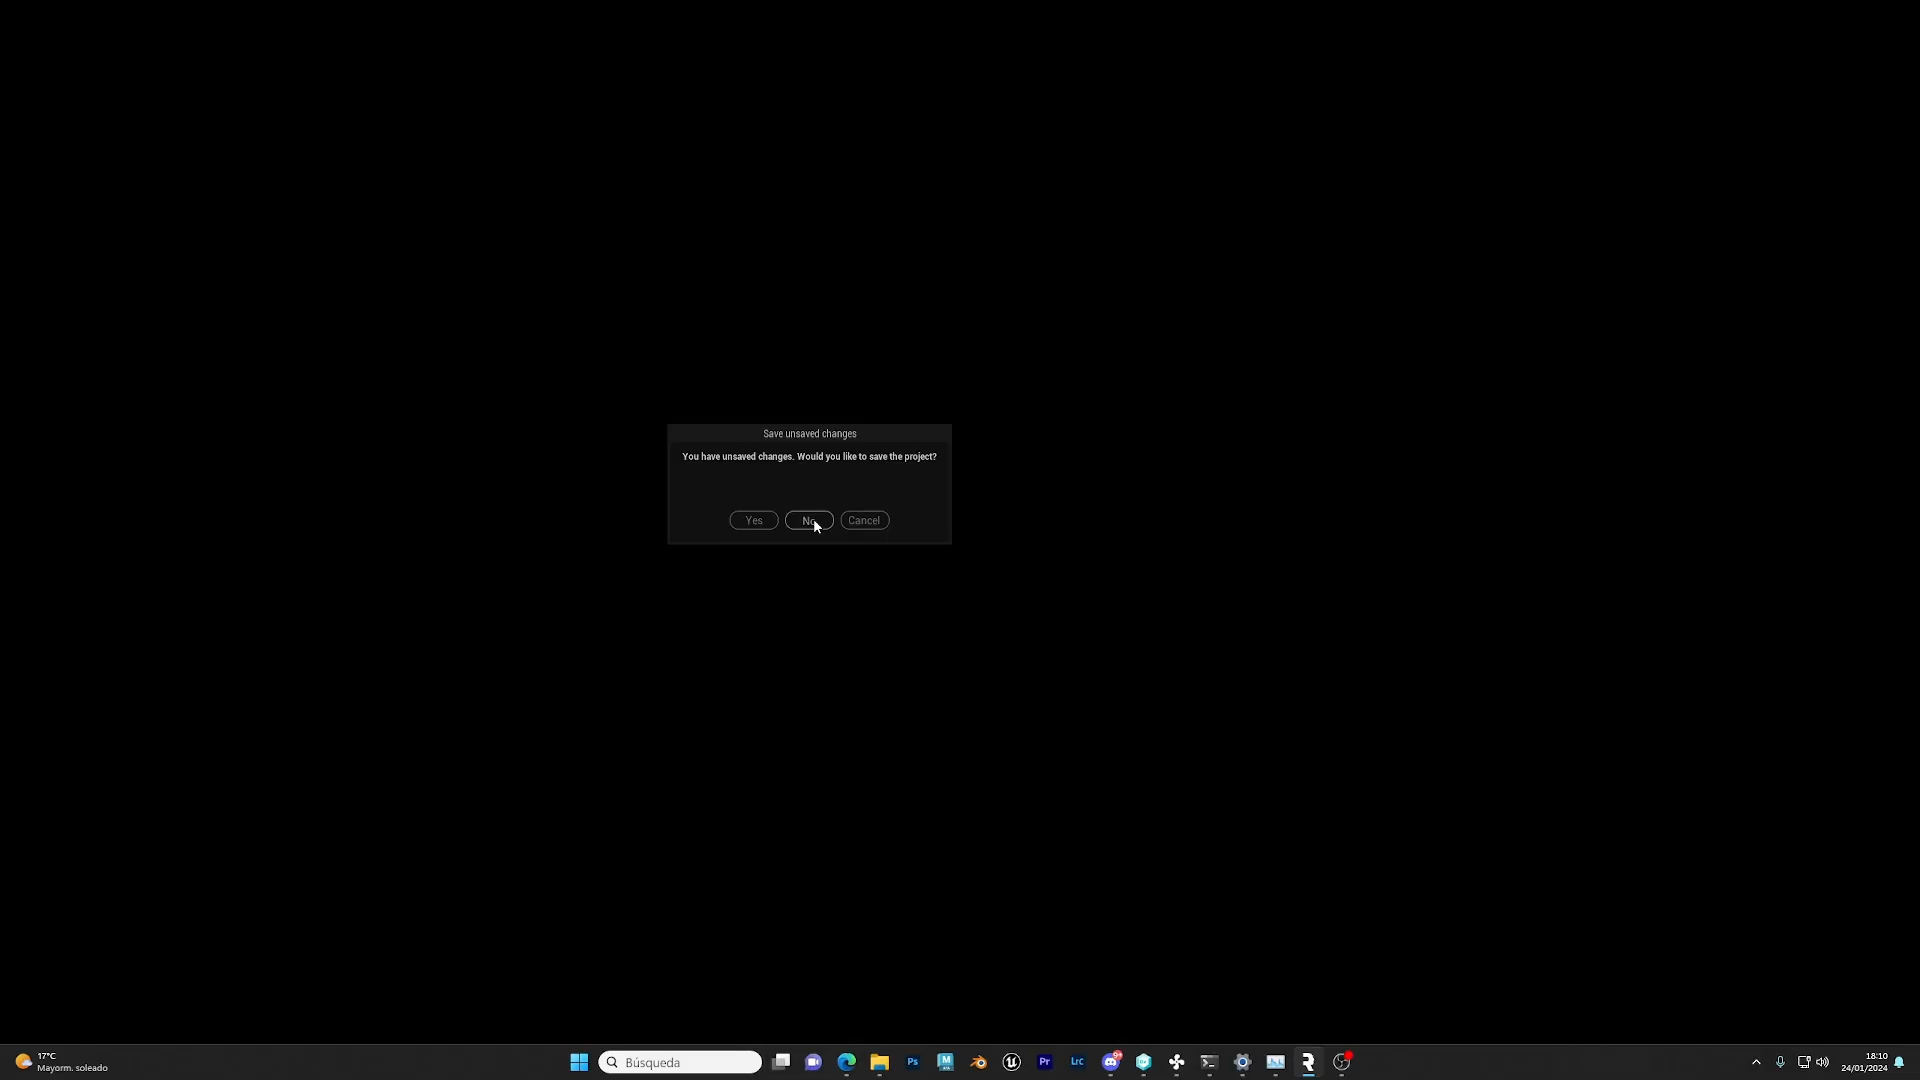 Save unsaved changes
You have unsaved changes. Would you like to save the project?
Yes
No
Cancel
17°C
Mayorm. soleado
Búsqueda
Ps
M
Pr
Lrc
18:10
24/01/2024